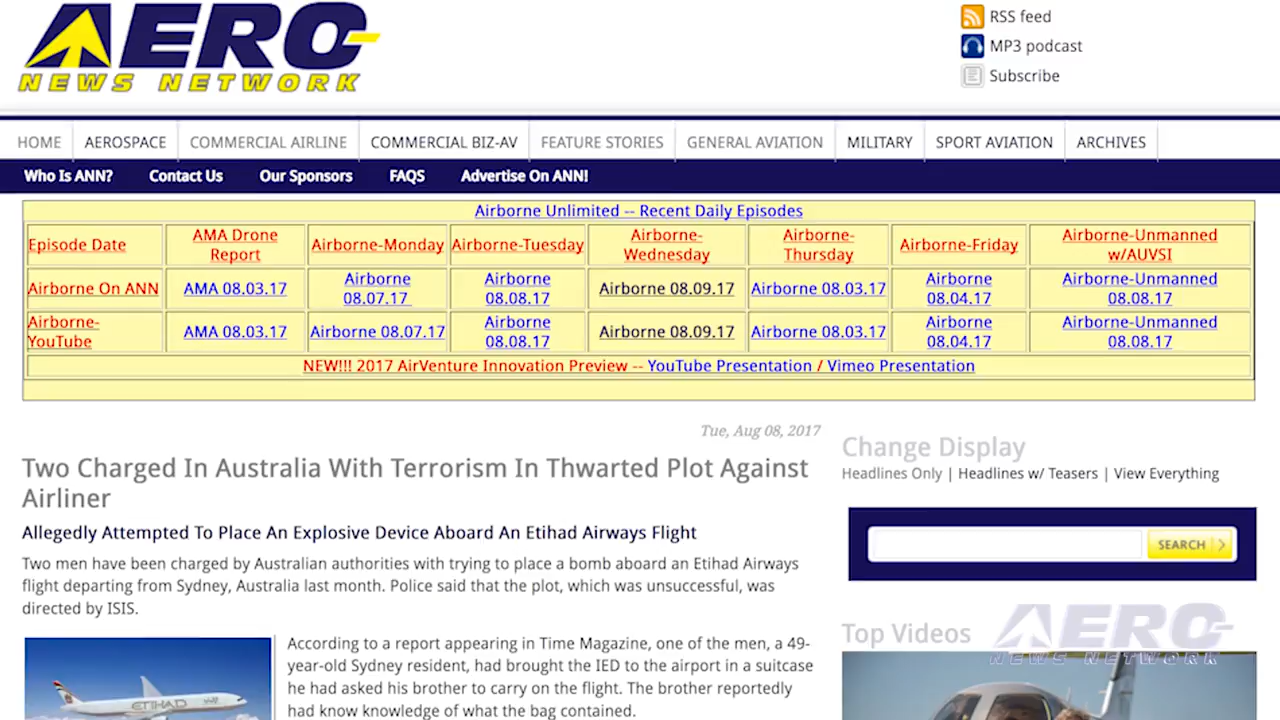 AERO
NEWS NETWORK
RSS feed
MP3 podcast
Subscribe
HOME AEROSPACE COMMERCIAL AIRLINE COMMERCIAL BIZ-AV FEATURE STORIES GENERAL AVIATION MILITARY SPORT AVIATION ARCHIVES
Who Is ANN? Contact Us Our Sponsors FAQS Advertise On ANN!
Airborne Unlimited -- Recent Daily Episodes
Episode Date AMA Drone Report Airborne-Monday Airborne-Tuesday Airborne-Wednesday Airborne-Thursday Airborne-Friday Airborne-Unmanned w/AUVSI
Airborne On ANN AMA 08.03.17 Airborne 08.07.17 Airborne 08.08.17 Airborne 08.09.17 Airborne 08.03.17 Airborne 08.04.17 Airborne-Unmanned 08.08.17
Airborne-YouTube AMA 08.03.17 Airborne 08.07.17 Airborne 08.08.17 Airborne 08.09.17 Airborne 08.03.17 Airborne 08.04.17 Airborne-Unmanned 08.08.17
NEW!!! 2017 AirVenture Innovation Preview -- YouTube Presentation / Vimeo Presentation
Tue, Aug 08, 2017
Two Charged In Australia With Terrorism In Thwarted Plot Against
Airliner
Allegedly Attempted To Place An Explosive Device Aboard An Etihad Airways Flight
Two men have been charged by Australian authorities with trying to place a bomb aboard an Etihad Airways
flight departing from Sydney, Australia last month. Police said that the plot, which was unsuccessful, was
directed by ISIS.
According to a report appearing in Time Magazine, one of the men, a 49-
year-old Sydney resident, had brought the IED to the airport in a suitcase
he had asked his brother to carry on the flight. The brother reportedly
had know knowledge of what the bag contained.
ETIHAD
Change Display
Headlines Only | Headlines w/ Teasers | View Everything
SEARCH
Top Videos
AERO
NEWS NETWORK